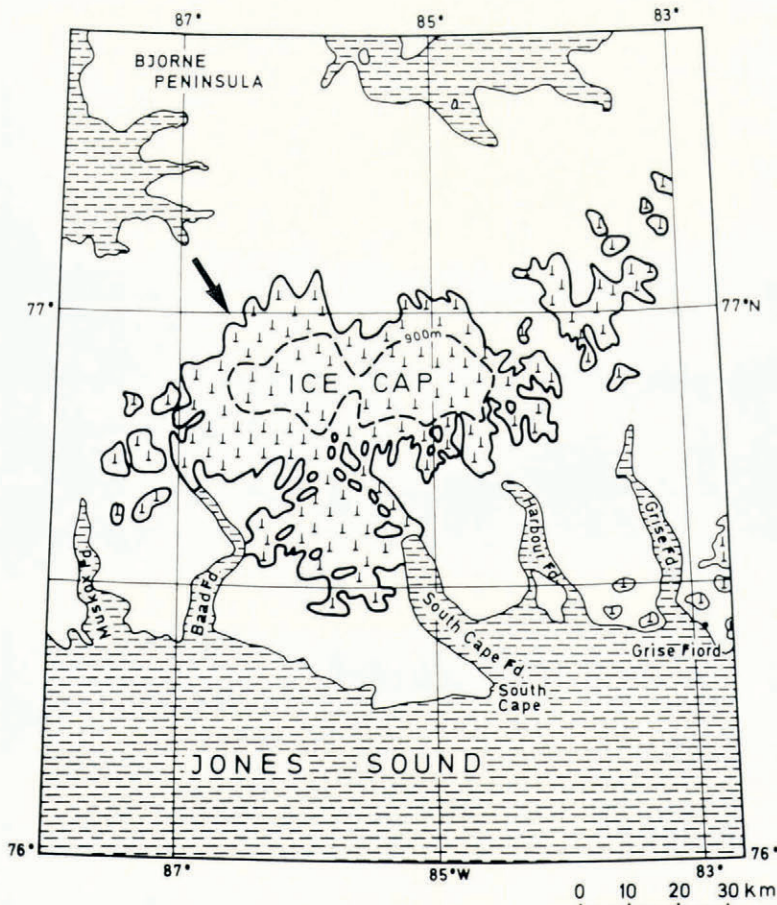 87° 85° 83°
BJORNE
PENINSULA
77° 77°N
900m
ICE CAP
Muskox Fd.
Baad Fd.
South Cape Fd.
Harbour Fd.
Grise Fd.
Grise Fiord
South
Cape
JONES SOUND
76° 76°
87° 85°W 83°
0 10 20 30 Km